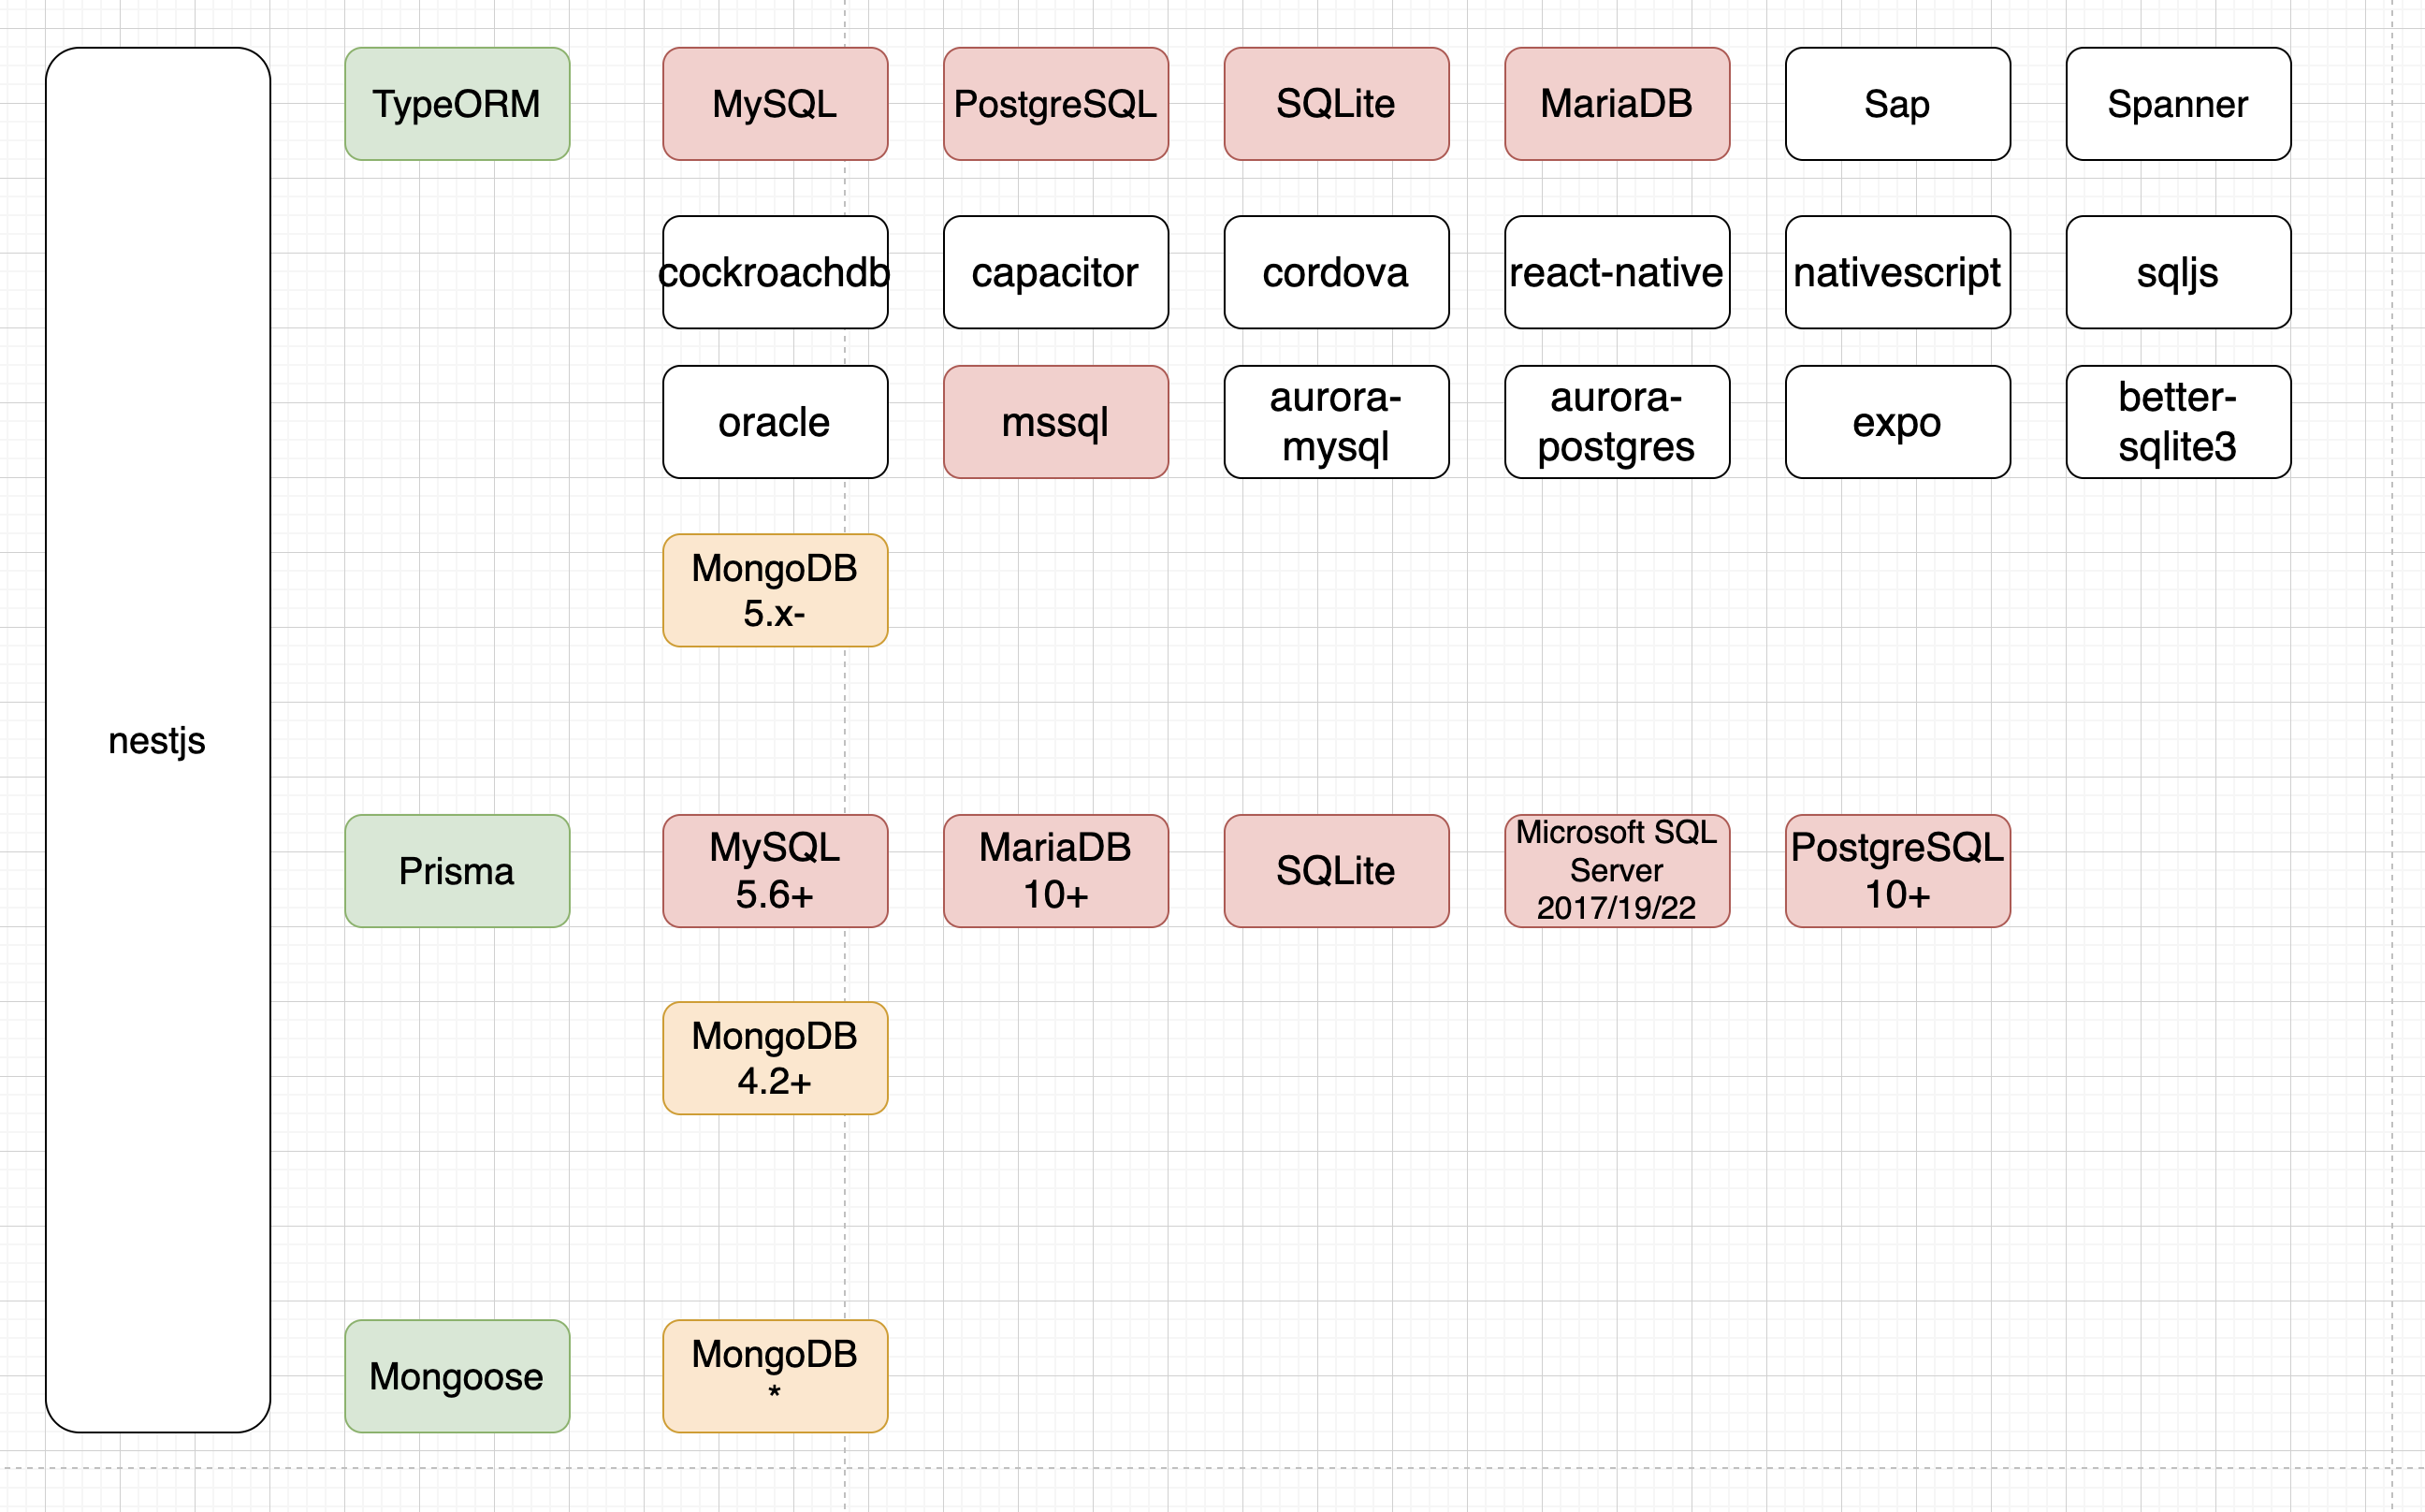 TypeORM
MySQL
PostgreSQL
SQLite
MariaDB
Sap
Spanner
cockroachdb
capacitor
cordova
react-native
nativescript
sqljs
oracle
mssql
aurora-
mysql
aurora-
postgres
expo
better-
sqlite3
MongoDB
5.x-
nestjs
Prisma
MySQL
5.6+
MariaDB
10+
SQLite
Microsoft SQL
Server
2017/19/22
PostgreSQL
10+
MongoDB
4.2+
Mongoose
MongoDB
*